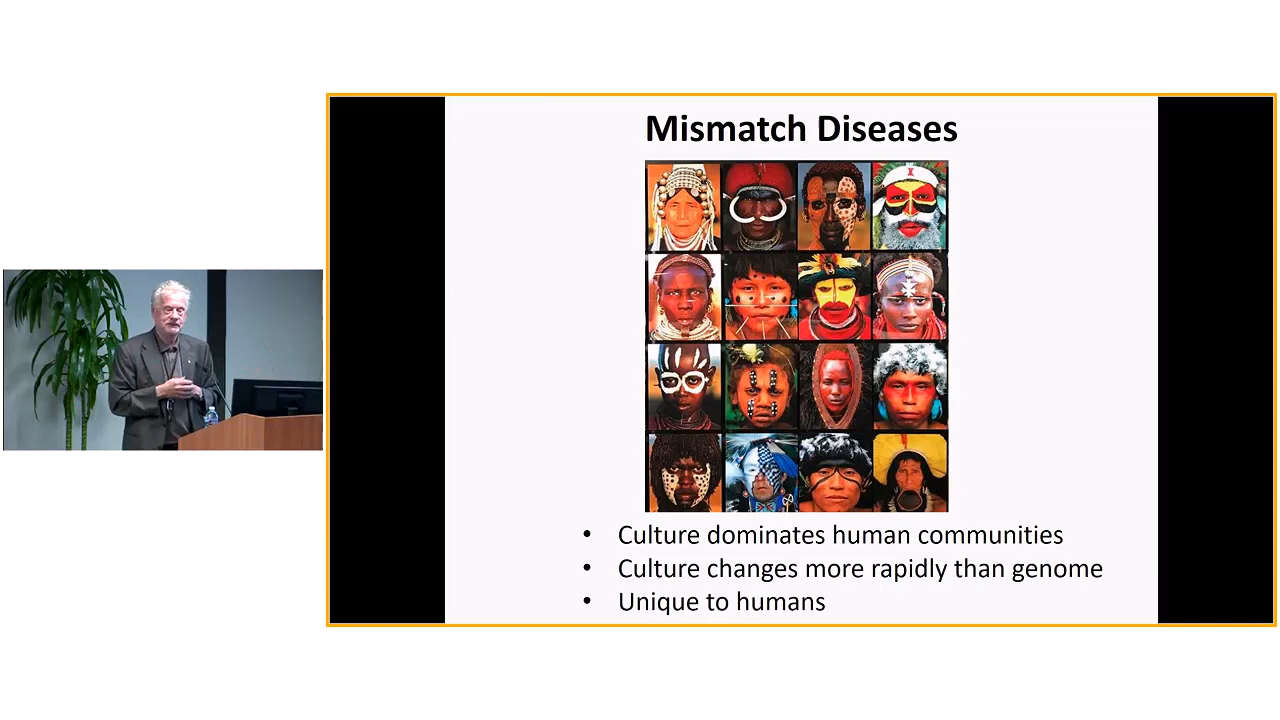 Mismatch Diseases
• Culture dominates human communities
• Culture changes more rapidly than genome
• Unique to humans